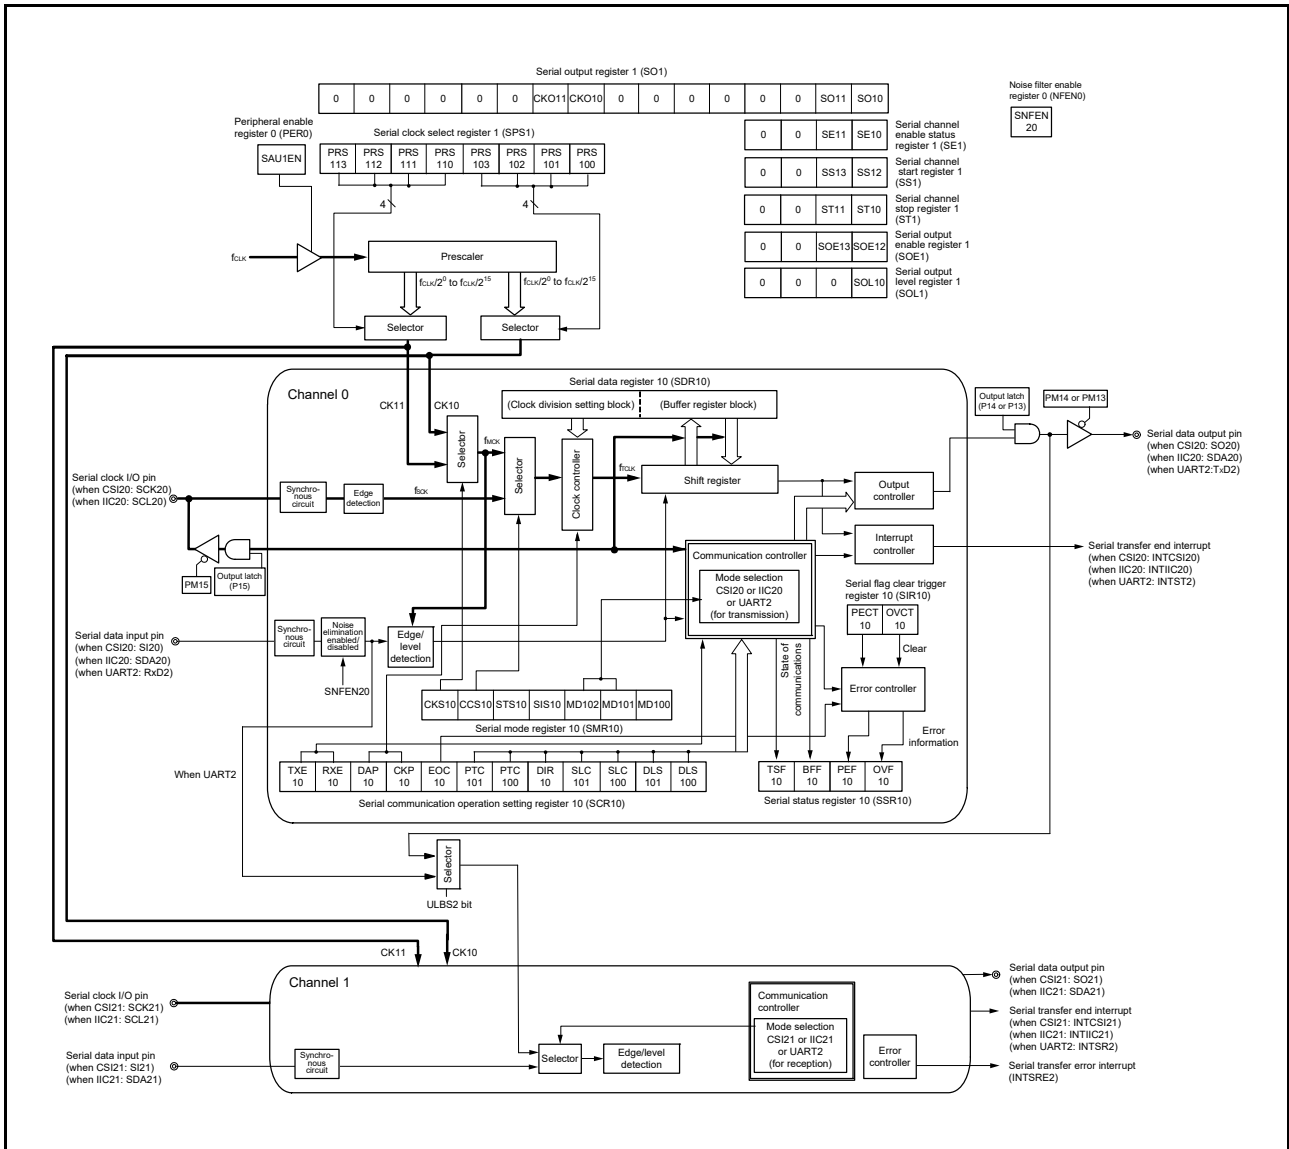 Serial output register 1 (SO1)
0 0 0 0 0 0 CKO11 CKO10 0 0 0 0 0 0 SO11 SO10
Noise filter enable
register 0 (NFEN0)
SNFEN
20
Peripheral enable
register 0 (PER0)
SAU1EN
Serial clock select register 1 (SPS1)
PRS PRS PRS PRS PRS PRS PRS PRS
113 112 111 110 103 102 101 100
0 0 SE11 SE10
Serial channel
enable status
register 1 (SE1)
0 0 SS13 SS12
Serial channel
start register 1
(SS1)
0 0 ST11 ST10
Serial channel
stop register 1
(ST1)
0 0 SOE13 SOE12
Serial output
enable register 1
(SOE1)
0 0 0 SOL10
Serial output
level register 1
(SOL1)
4 4
fCLK
Prescaler
fCLK/2⁰ to fCLK/2¹⁵ fCLK/2⁰ to fCLK/2¹⁵
Selector Selector
Channel 0
CK11
CK10
Serial data register 10 (SDR10)
(Clock division setting block) (Buffer register block)
Selector
fMCK
Selector
Clock controller
fTCLK
Shift register
Output latch
(P14 or P13)
PM14 or PM13
Serial data output pin
(when CSI20: SO20)
(when IIC20: SDA20)
(when UART2:TxD2)
Serial clock I/O pin
(when CSI20: SCK20)
(when IIC20: SCL20)
Synchro-
nous
circuit
Edge
detection
fSCK
Output
controller
PM15
Output latch
(P15)
Communication controller
Mode selection
CSI20 or IIC20
or UART2
(for transmission)
Interrupt
controller
Serial transfer end interrupt
(when CSI20: INTCSI20)
(when IIC20: INTIIC20)
(when UART2: INTST2)
Serial flag clear trigger
register 10 (SIR10)
PECT OVCT
10 10
Clear
Serial data input pin
(when CSI20: SI20)
(when IIC20: SDA20)
(when UART2: RxD2)
Synchro-
nous
circuit
Noise
elimination
enabled/
disabled
Edge/
level
detection
SNFEN20
State of
communications
Error controller
CKS10 CCS10 STS10 SIS10 MD102 MD101 MD100
Serial mode register 10 (SMR10)
Error
information
When UART2
TXE RXE DAP CKP EOC PTC PTC DIR SLC SLC DLS DLS
10 10 10 10 10 101 100 10 101 100 101 100
Serial communication operation setting register 10 (SCR10)
TSF BFF PEF OVF
10 10 10 10
Serial status register 10 (SSR10)
Selector
ULBS2 bit
CK11 CK10
Channel 1
Serial clock I/O pin
(when CSI21: SCK21)
(when IIC21: SCL21)
Serial data input pin
(when CSI21: SI21)
(when IIC21: SDA21)
Synchro-
nous
circuit
Selector
Edge/level
detection
Communication
controller
Mode selection
CSI21 or IIC21
or UART2
(for reception)
Error
controller
Serial data output pin
(when CSI21: SO21)
(when IIC21: SDA21)
Serial transfer end interrupt
(when CSI21: INTCSI21)
(when IIC21: INTIIC21)
(when UART2: INTSR2)
Serial transfer error interrupt
(INTSRE2)